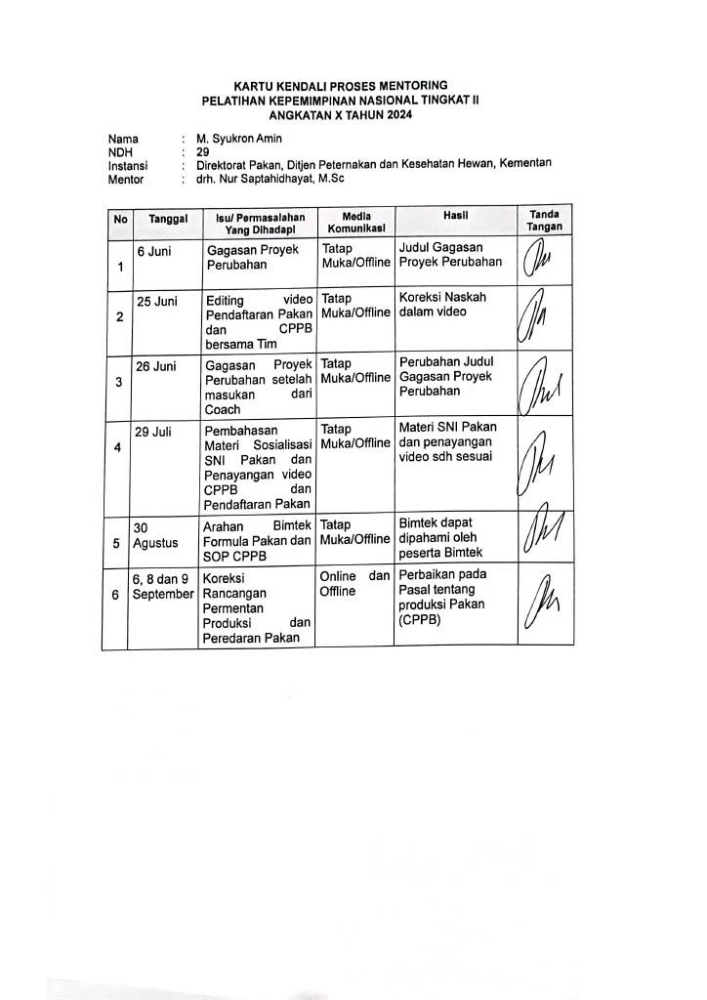 KARTU KENDALI PROSES MENTORING
PELATIHAN KEPEMIMPINAN NASIONAL TINGKAT II
ANGKATAN X TAHUN 2024
Nama : M. Syukron Amin
NDH : 29
Instansi : Direktorat Pakan, Ditjen Peternakan dan Kesehatan Hewan, Kementan
Mentor : drh. Nur Saptahidhayat, M.Sc
No Tanggal Isu/ Permasalahan Yang Dihadapi Media Komunikasi Hasil Tanda Tangan
1 6 Juni Gagasan Proyek Perubahan Tatap Muka/Offline Judul Gagasan Proyek Perubahan
2 25 Juni Editing video Pendaftaran Pakan dan CPPB bersama Tim Tatap Muka/Offline Koreksi Naskah dalam video
3 26 Juni Gagasan Proyek Perubahan setelah masukan dari Coach Tatap Muka/Offline Perubahan Judul Gagasan Proyek Perubahan
4 29 Juli Pembahasan Materi Sosialisasi SNI Pakan dan Penayangan video CPPB dan Pendaftaran Pakan Tatap Muka/Offline Materi SNI Pakan dan penayangan video sdh sesuai
5 30 Agustus Arahan Bimtek Formula Pakan dan SOP CPPB Tatap Muka/Offline Bimtek dapat dipahami oleh peserta Bimtek
6 6, 8 dan 9 September Koreksi Rancangan Permentan Produksi dan Peredaran Pakan Online dan Offline Perbaikan pada Pasal tentang produksi Pakan (CPPB)